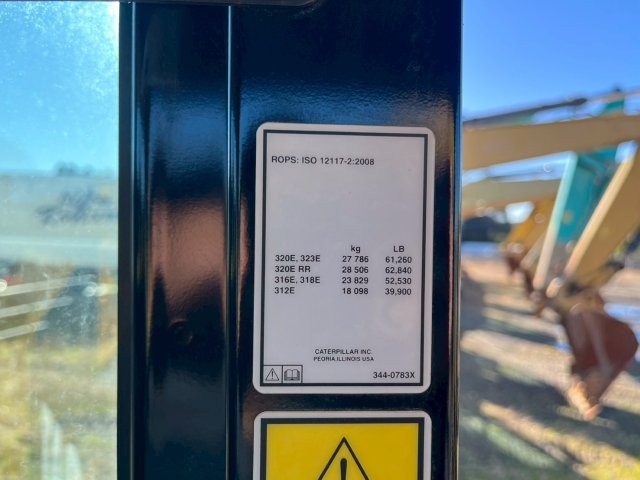 ROPS: ISO 12117-2:2008
kg LB
320E, 323E 27 786 61,260
320E RR 28 506 62,840
316E, 318E 23 829 52,530
312E 18 098 39,900
CATERPILLAR INC.
PEORIA,ILLINOIS USA
344-0783X